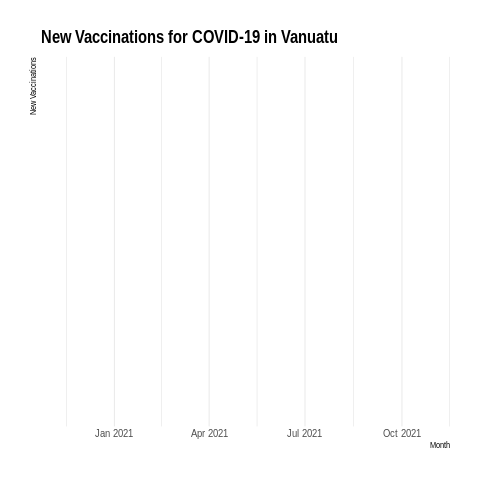 New Vaccinations for COVID-19 in Vanuatu
New Vaccinations
Jan 2021 Apr 2021 Jul 2021 Oct 2021
Month